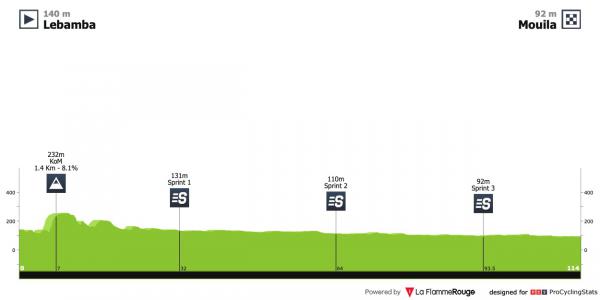 140 m
Lebamba
92 m
Mouila
232m
KoM
1.4 Km - 8.1%
131m
Sprint 1
110m
Sprint 2
92m
Sprint 3
S
S
S
400
400
200
200
0
0
0
7
32
64
93.5
114
Powered by La FlammeRouge designed for PCS ProCyclingStats